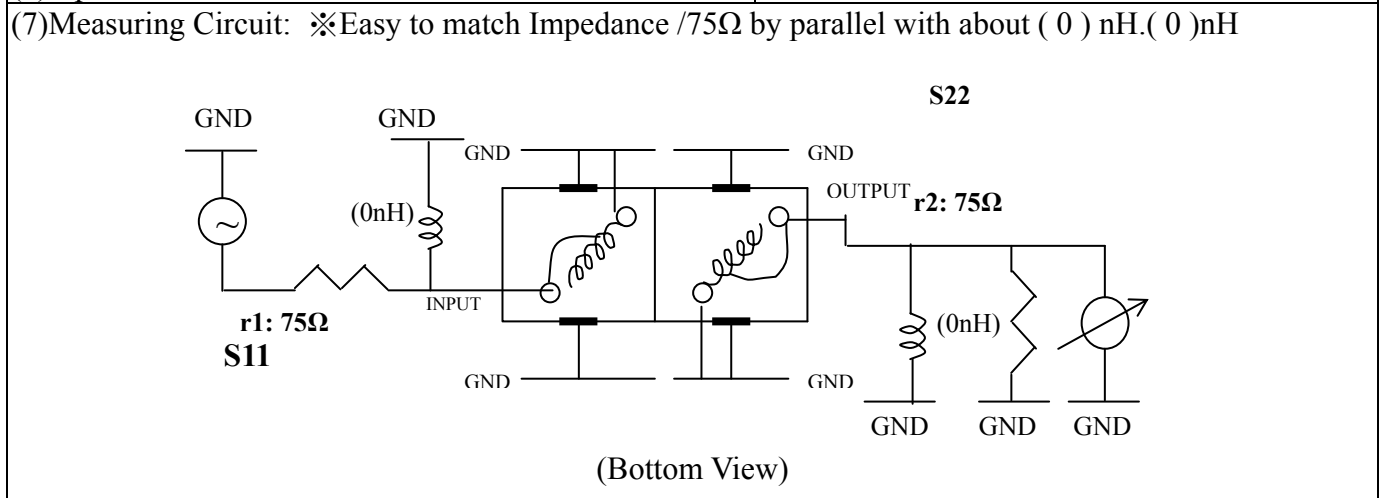 (7)Measuring Circuit: ※Easy to match Impedance /75Ω by parallel with about ( 0 ) nH.( 0 )nH
S22
GND
GND
GND
GND
OUTPUT
r2: 75Ω
(0nH)
~
INPUT
r1: 75Ω
S11
(0nH)
GND
GND
GND
GND
GND
(Bottom View)